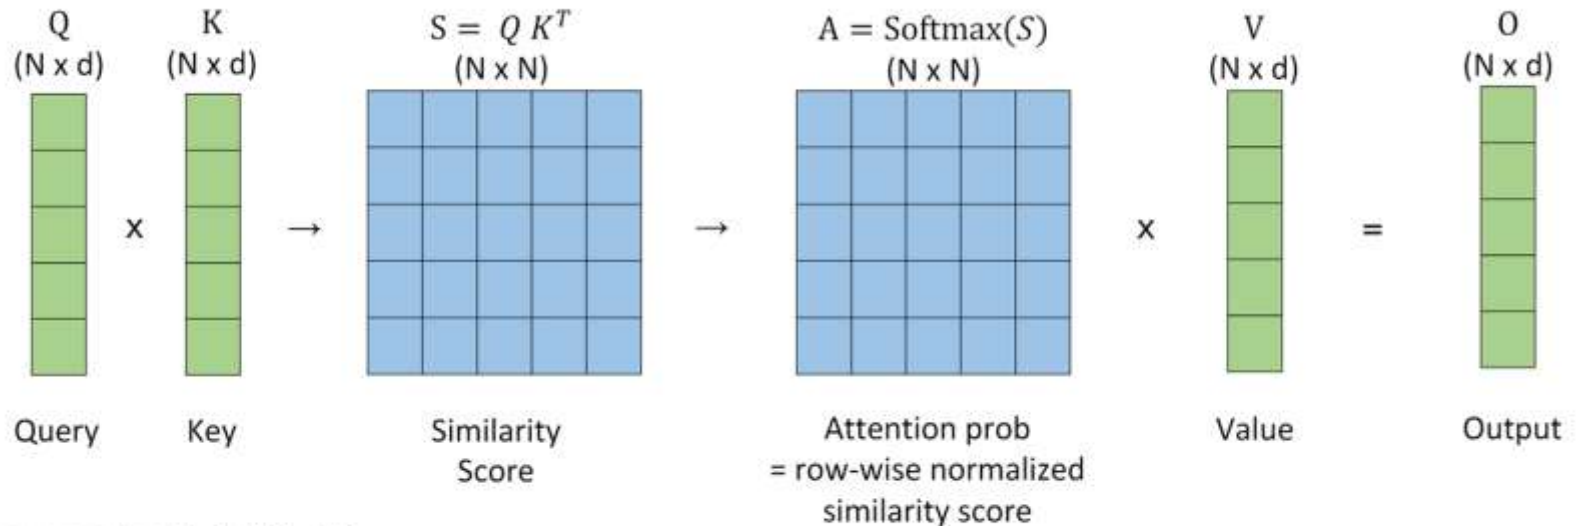 Q
(N x d)
K
(N x d)
S = Q K^T
(N x N)
A = Softmax(S)
(N x N)
V
(N x d)
O
(N x d)
x
→
→
x
=
Query
Key
Similarity
Score
Attention prob
= row-wise normalized
similarity score
Value
Output